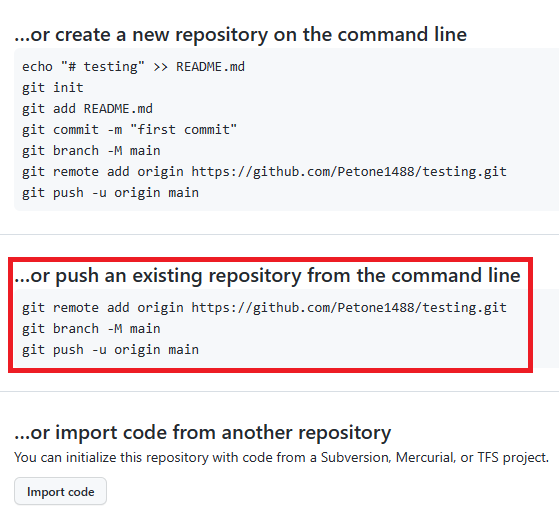 ...or create a new repository on the command line
echo "# testing" >> README.md
git init
git add README.md
git commit -m "first commit"
git branch -M main
git remote add origin https://github.com/Petone1488/testing.git
git push -u origin main
...or push an existing repository from the command line
git remote add origin https://github.com/Petone1488/testing.git
git branch -M main
git push -u origin main
...or import code from another repository
You can initialize this repository with code from a Subversion, Mercurial, or TFS project.
Import code